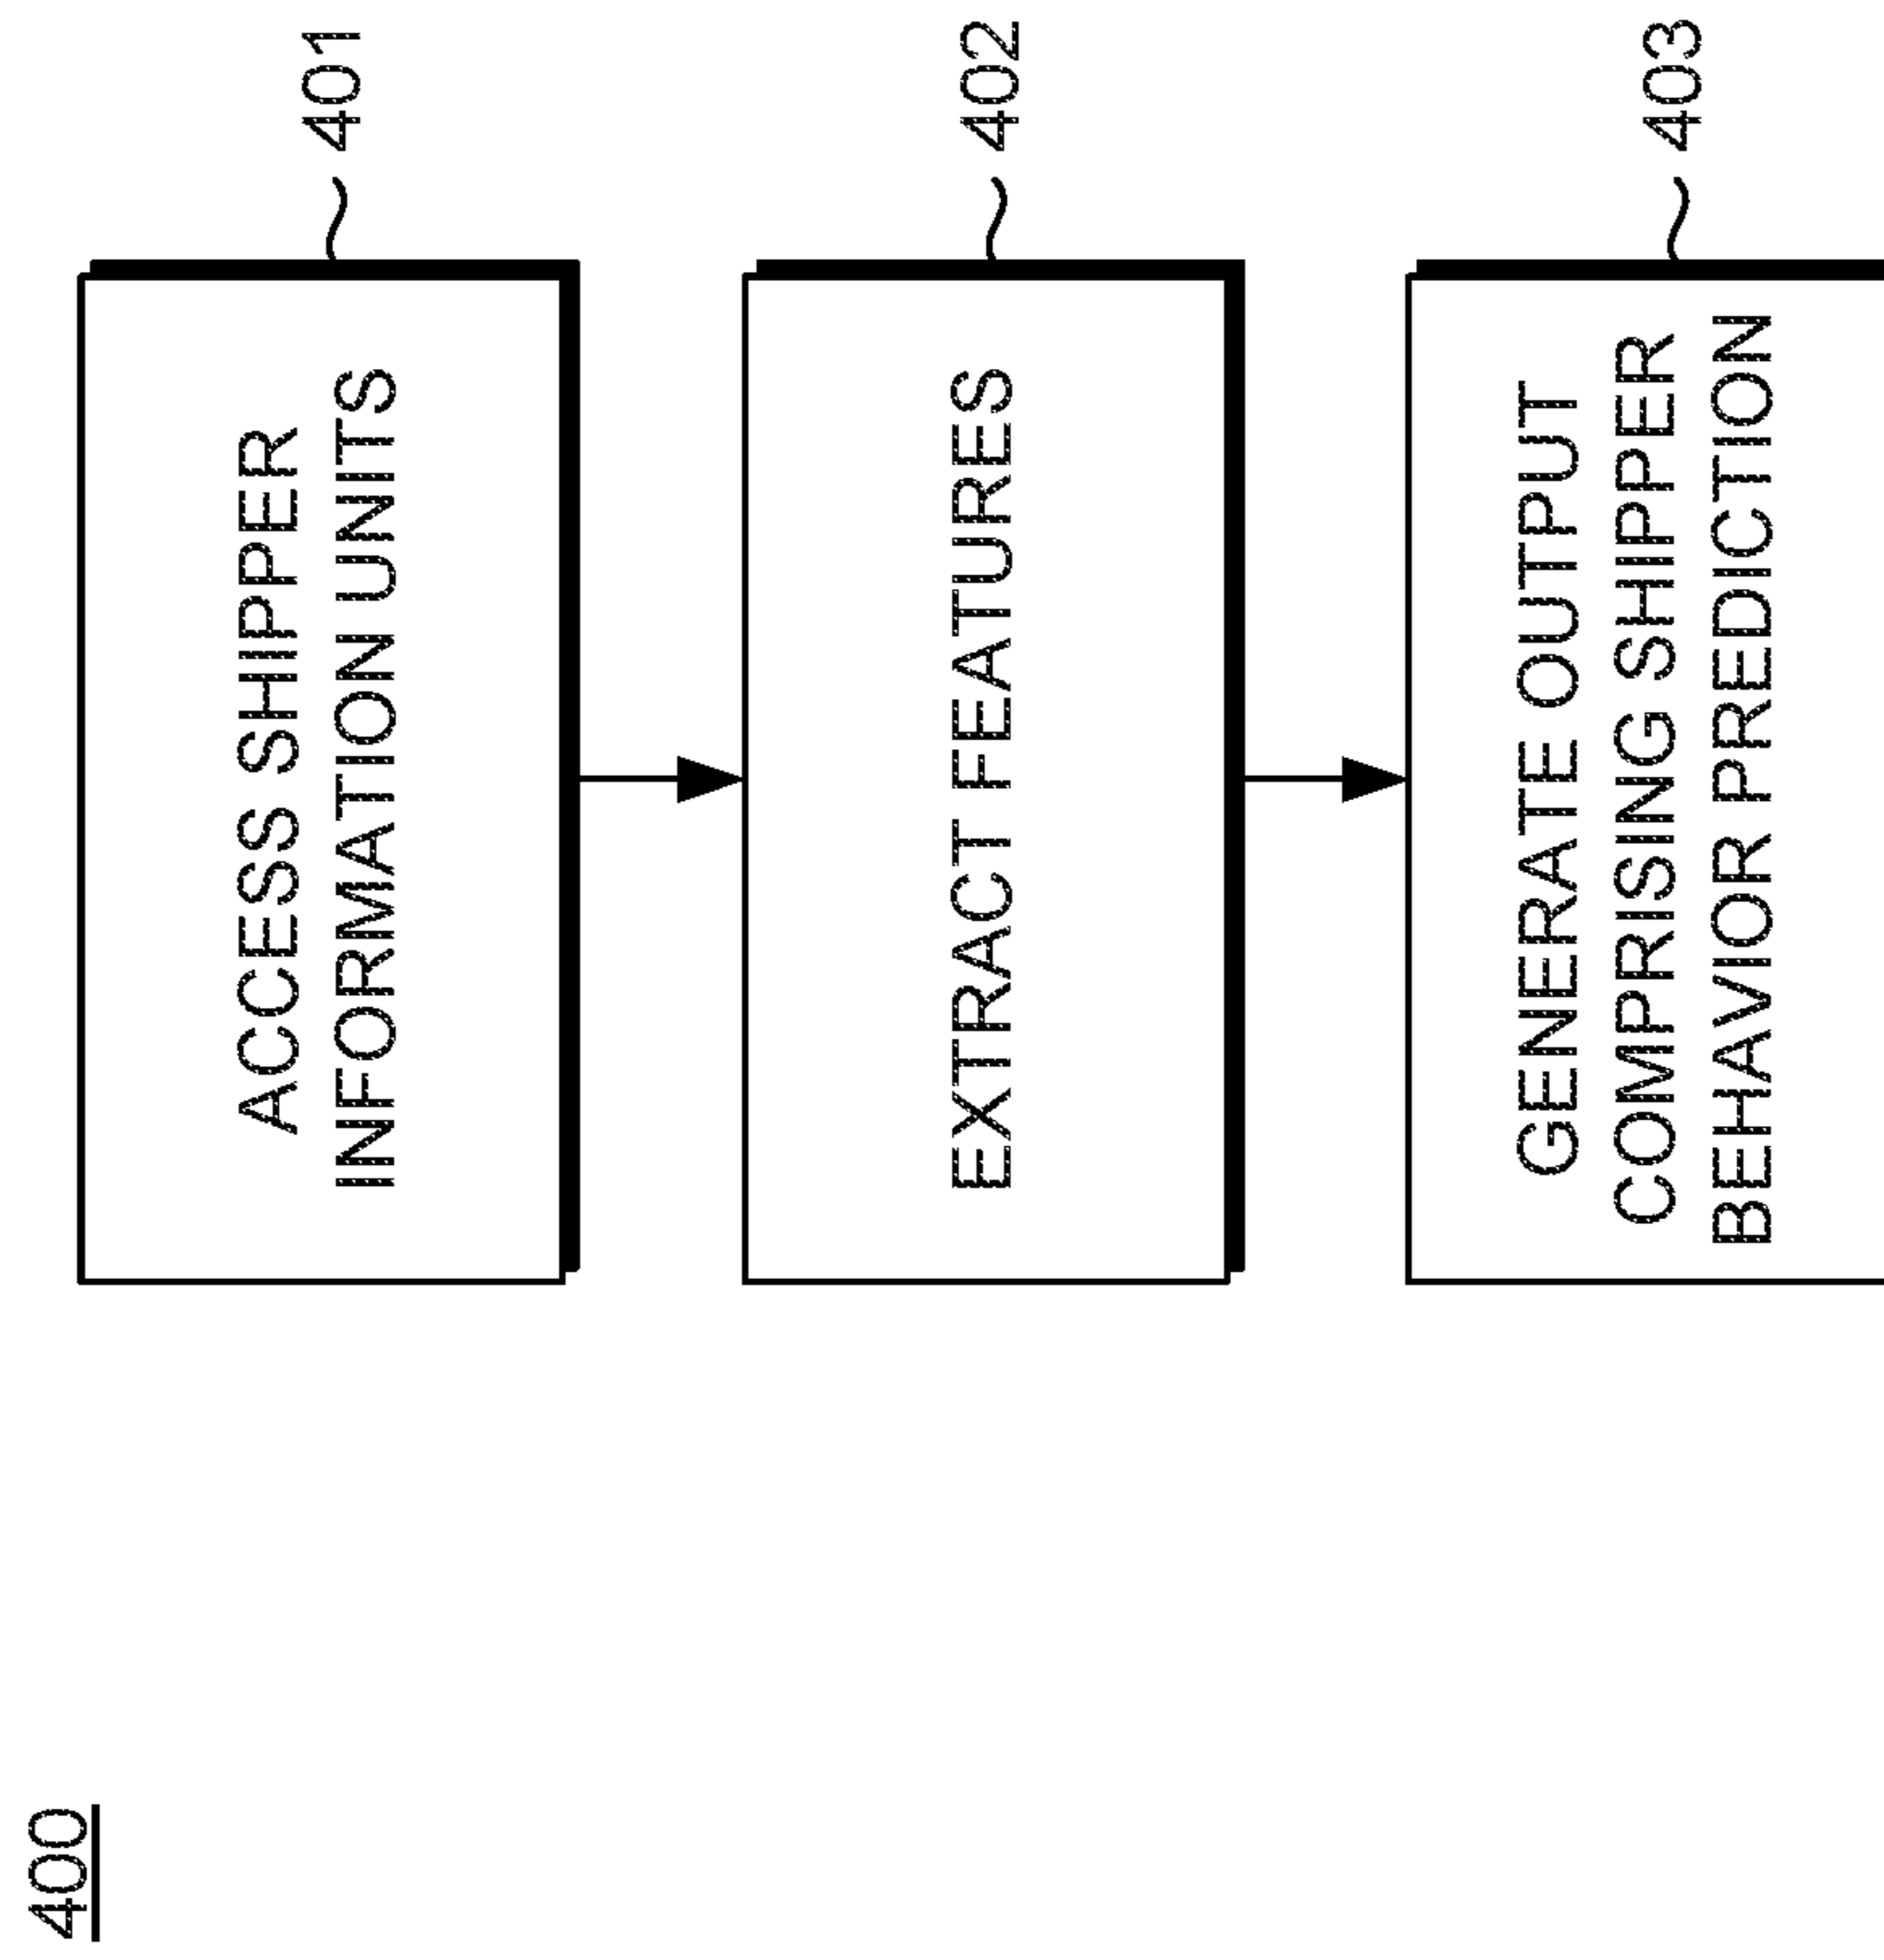 400
ACCESS SHIPPER
INFORMATION UNITS
401
EXTRACT FEATURES
402
GENERATE OUTPUT
COMPRISING SHIPPER
BEHAVIOR PREDICTION
403